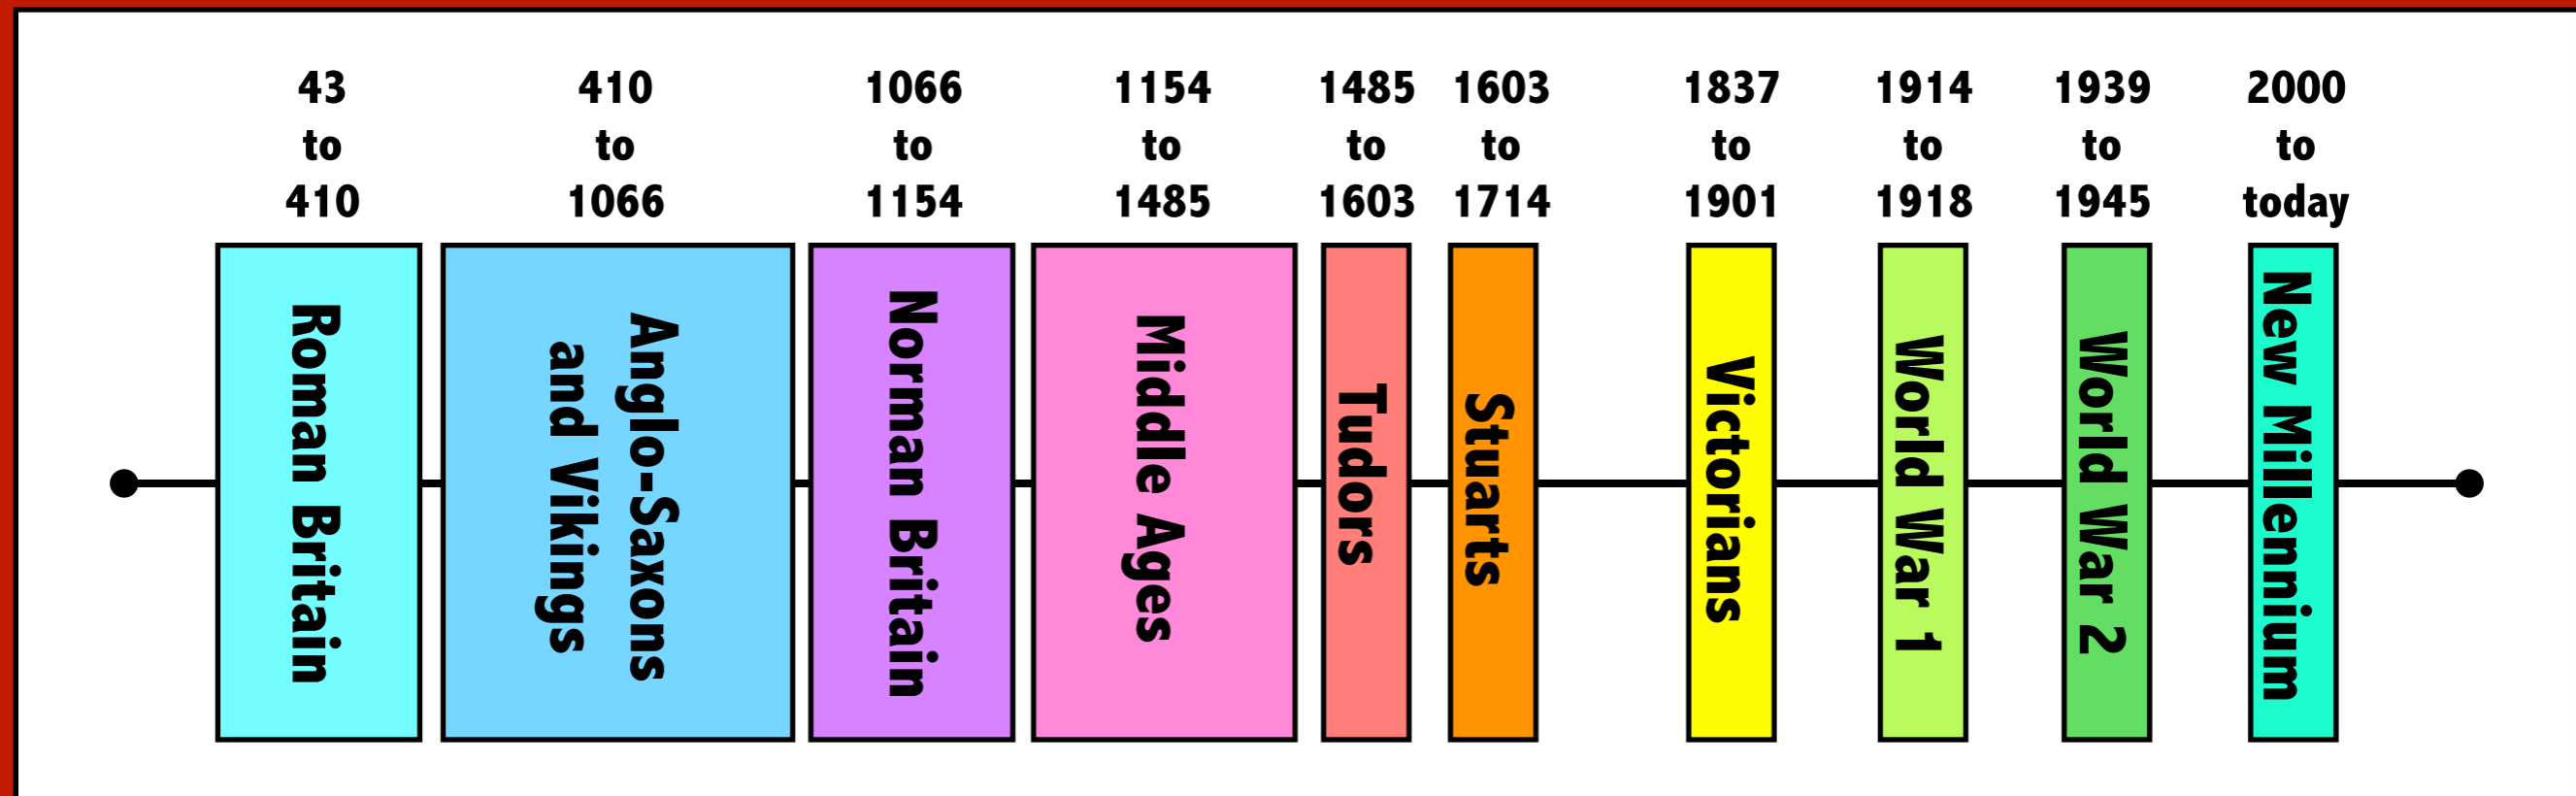 43
to
410
410
to
1066
1066
to
1154
1154
to
1485
1485
to
1603
1603
to
1714
1837
to
1901
1914
to
1918
1939
to
1945
2000
to
today
Roman Britain
Anglo-Saxons
and Vikings
Norman Britain
Middle Ages
Tudors
Stuarts
Victorians
World War 1
World War 2
New Millennium